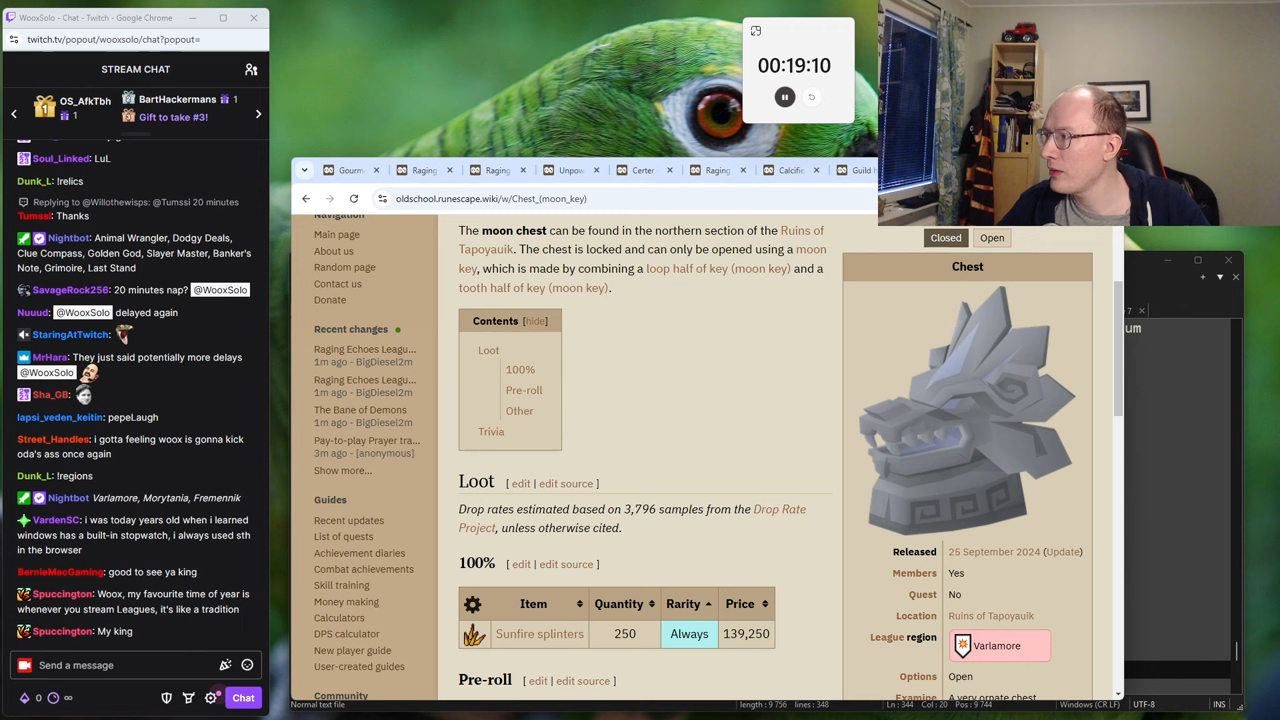 WooxSolo - Chat - Twitch - Google Chrome
twitch.tv/popout/wooxsolo/chat?popout=
STREAM CHAT
OS_AfkTbh
1
BartHackermans 1
Gift to take #3!
Soul_Linked: LuL
Dunk_L: !relics
Replying to @Willothewisps: @Tumssi 20 minutes
Tumssi: Thanks
Nightbot: Animal Wrangler, Dodgy Deals,
Clue Compass, Golden God, Slayer Master, Banker's
Note, Grimoire, Last Stand
SavageRock256: 20 minutes nap? @WooxSolo
Nuuud: @WooxSolo delayed again
StaringAtTwitch:
MrHara: They just said potentially more delays
@WooxSolo
Sha_GB:
lapsi_veden_keitin: pepeLaugh
Street_Handles: i gotta feeling woox is gonna kick
oda's ass once again
Dunk_L: !regions
Nightbot Varlamore, Morytania, Fremennik
VardenSC: i was today years old when i learned
windows has a built-in stopwatch, i always used sth
in the browser
BernieMacGaming: good to see ya king
Spuccington: Woox, my favourite time of year is
whenever you stream Leagues, it's like a tradition
Spuccington: My king
Send a message
0 ∞
Chat
00:19:10
Gourm
Raging
Raging
Unpow
Certer
Raging
Calcifie
Guild h
oldschool.runescape.wiki/w/Chest_(moon_key)
Navigation
Main page
About us
Random page
Contact us
Donate
Recent changes
Raging Echoes Leagu...
1m ago - BigDiesel2m
Raging Echoes Leagu...
1m ago - BigDiesel2m
The Bane of Demons
1m ago - BigDiesel2m
Pay-to-play Prayer tra...
3m ago - [anonymous]
Show more...
Guides
Recent updates
List of quests
Achievement diaries
Combat achievements
Skill training
Money making
Calculators
DPS calculator
New player guide
User-created guides
Community
The moon chest can be found in the northern section of the Ruins of
Tapoyauik. The chest is locked and can only be opened using a moon
key, which is made by combining a loop half of key (moon key) and a
tooth half of key (moon key).
Contents [hide]
Loot
100%
Pre-roll
Other
Trivia
Loot [ edit | edit source ]
Drop rates estimated based on 3,796 samples from the Drop Rate
Project, unless otherwise cited.
100% [ edit | edit source ]
Item Quantity Rarity Price
Sunfire splinters 250 Always 139,250
Pre-roll [ edit | edit source ]
Closed Open
Chest
Released 25 September 2024 (Update)
Members Yes
Quest No
Location Ruins of Tapoyauik
League region Varlamore
Options Open
Examine A very ornate chest
7
um
Normal text file
length : 9 756 lines : 348
Ln : 344 Col : 20 Pos : 9 744
Windows (CR LF)
UTF-8
INS